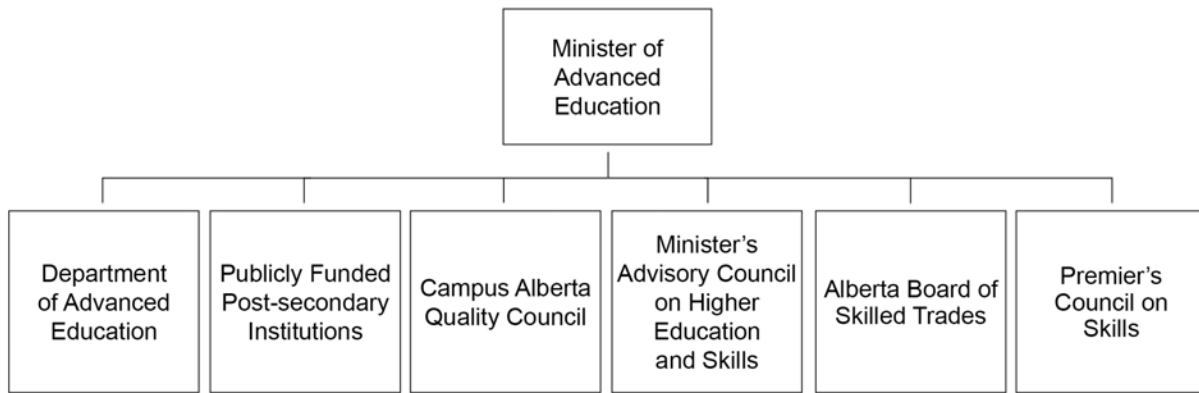 Minister of
Advanced
Education
Department
of Advanced
Education
Publicly Funded
Post-secondary
Institutions
Campus Alberta
Quality Council
Minister’s
Advisory Council
on Higher
Education
and Skills
Alberta Board of
Skilled Trades
Premier’s
Council on
Skills